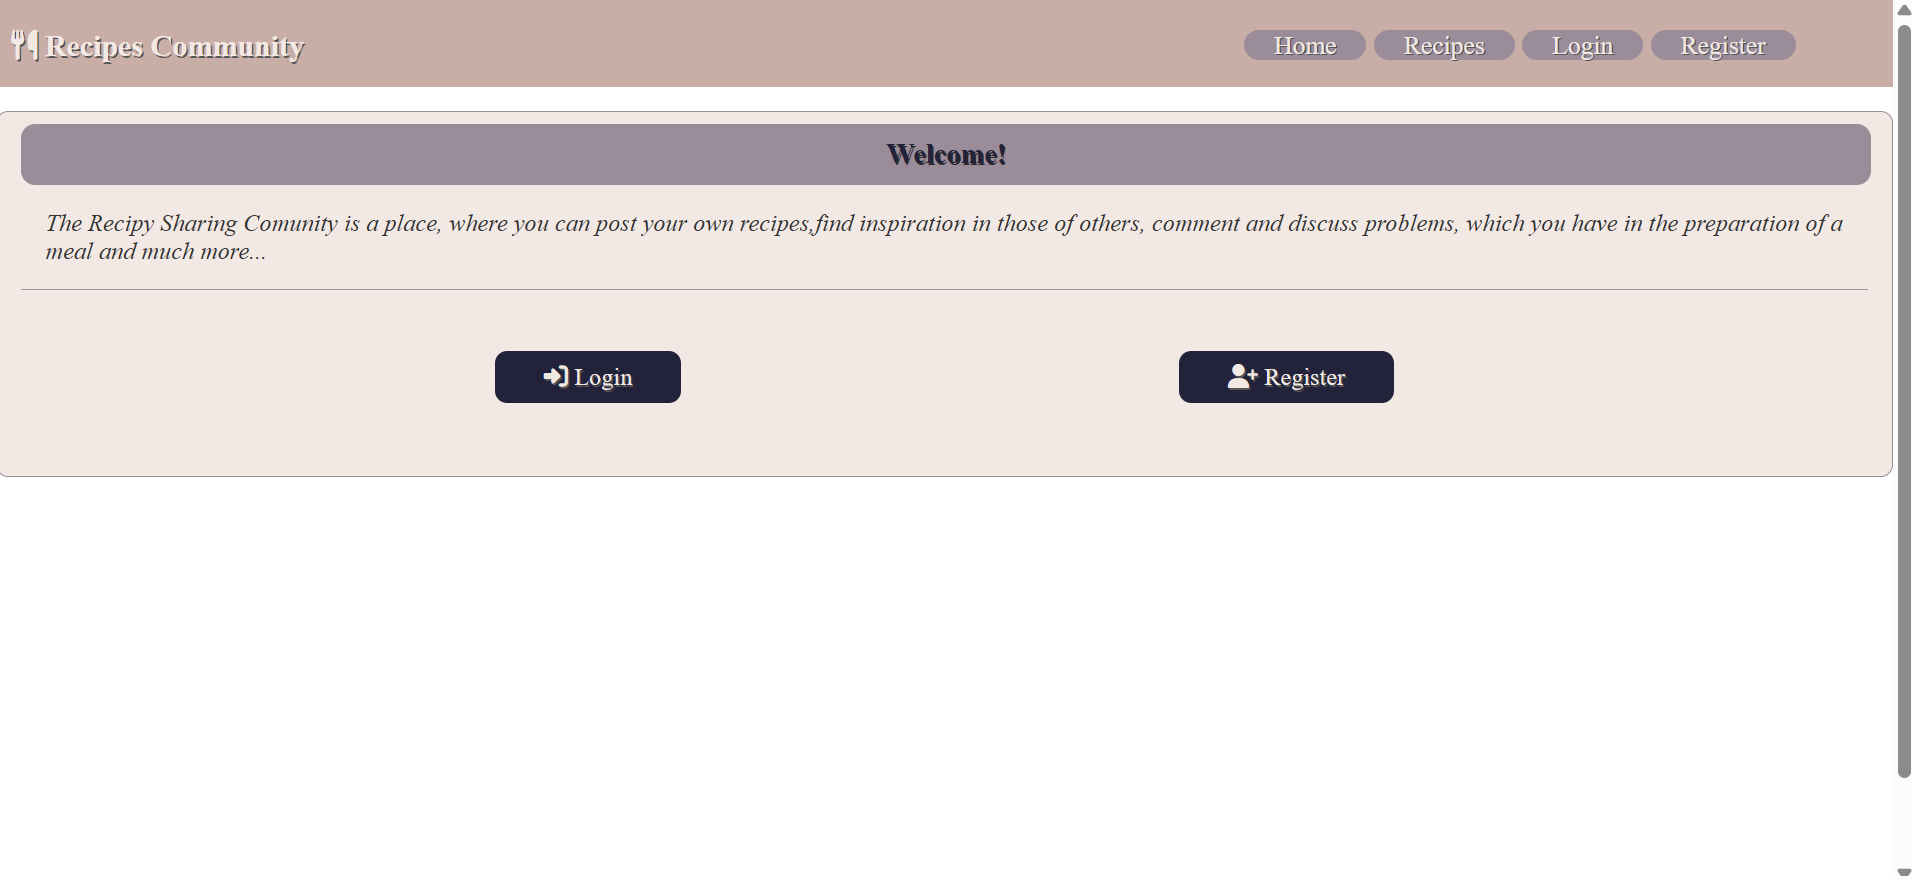 Recipes Community
Home Recipes Login Register
Welcome!
The Recipy Sharing Comunity is a place, where you can post your own recipes,find inspiration in those of others, comment and discuss problems, which you have in the preparation of a
meal and much more...
Login Register